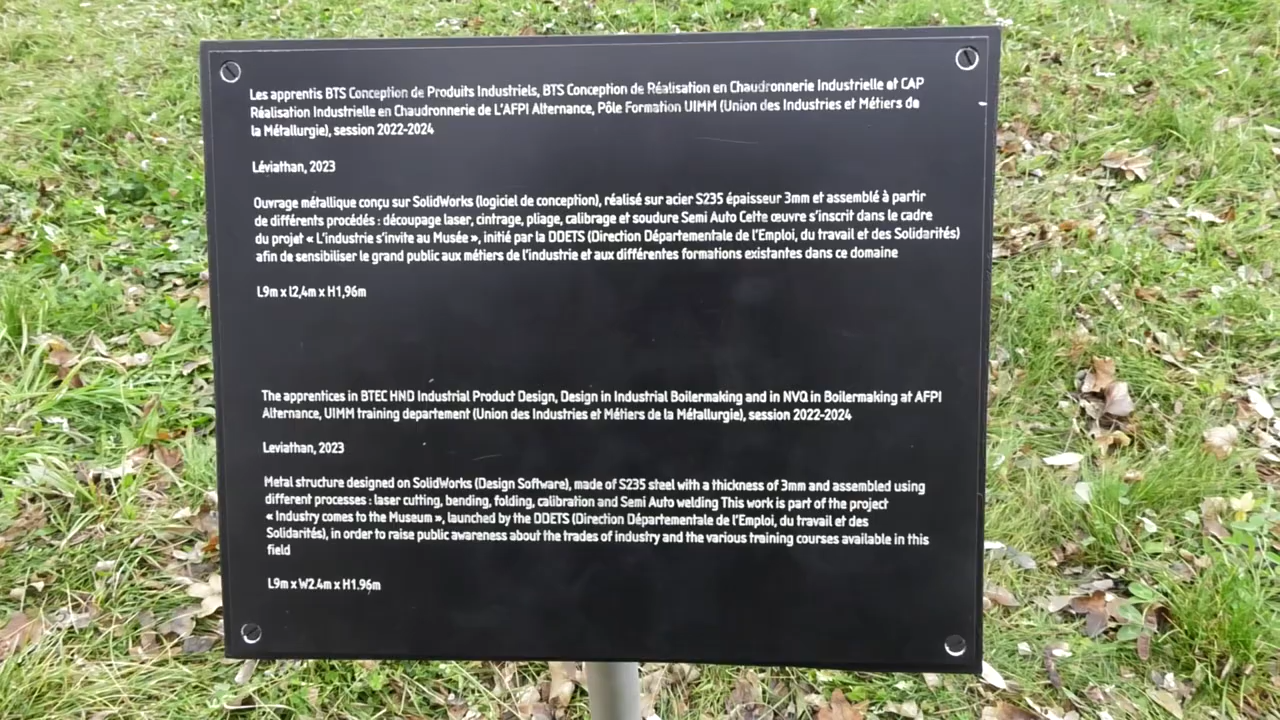 Les apprentis BTS Conception de Produits Industriels, BTS Conception de Réalisation en Chaudronnerie Industrielle et CAP
Réalisation Industrielle en Chaudronnerie de L'AFPI Alternance, Pôle Formation UIMM (Union des Industries et Métiers de
la Métallurgie), session 2022-2024
Léviathan, 2023
Ouvrage métallique conçu sur SolidWorks (logiciel de conception), réalisé sur acier S235 épaisseur 3mm et assemblé à partir
de différents procédés : découpage laser, cintrage, pliage, calibrage et soudure Semi Auto Cette œuvre s'inscrit dans le cadre
du projet « L'industrie s'invite au Musée », initié par la DDETS (Direction Départementale de l'Emploi, du travail et des Solidarités)
afin de sensibiliser le grand public aux métiers de l'industrie et aux différentes formations existantes dans ce domaine
L9m x l2,4m x H1,96m
The apprentices in BTEC HND Industrial Product Design, Design in Industrial Boilermaking and in NVQ in Boilermaking at AFPI
Alternance, UIMM training departement (Union des Industries et Métiers de la Métallurgie), session 2022-2024
Leviathan, 2023
Metal structure designed on SolidWorks (Design Software), made of S235 steel with a thickness of 3mm and assembled using
different processes : laser cutting, bending, folding, calibration and Semi Auto welding This work is part of the project
« Industry comes to the Museum », launched by the DDETS (Direction Départementale de l'Emploi, du travail et des
Solidarités), in order to raise public awareness about the trades of industry and the various training courses available in this
field
L9m x W2.4m x H1.96m